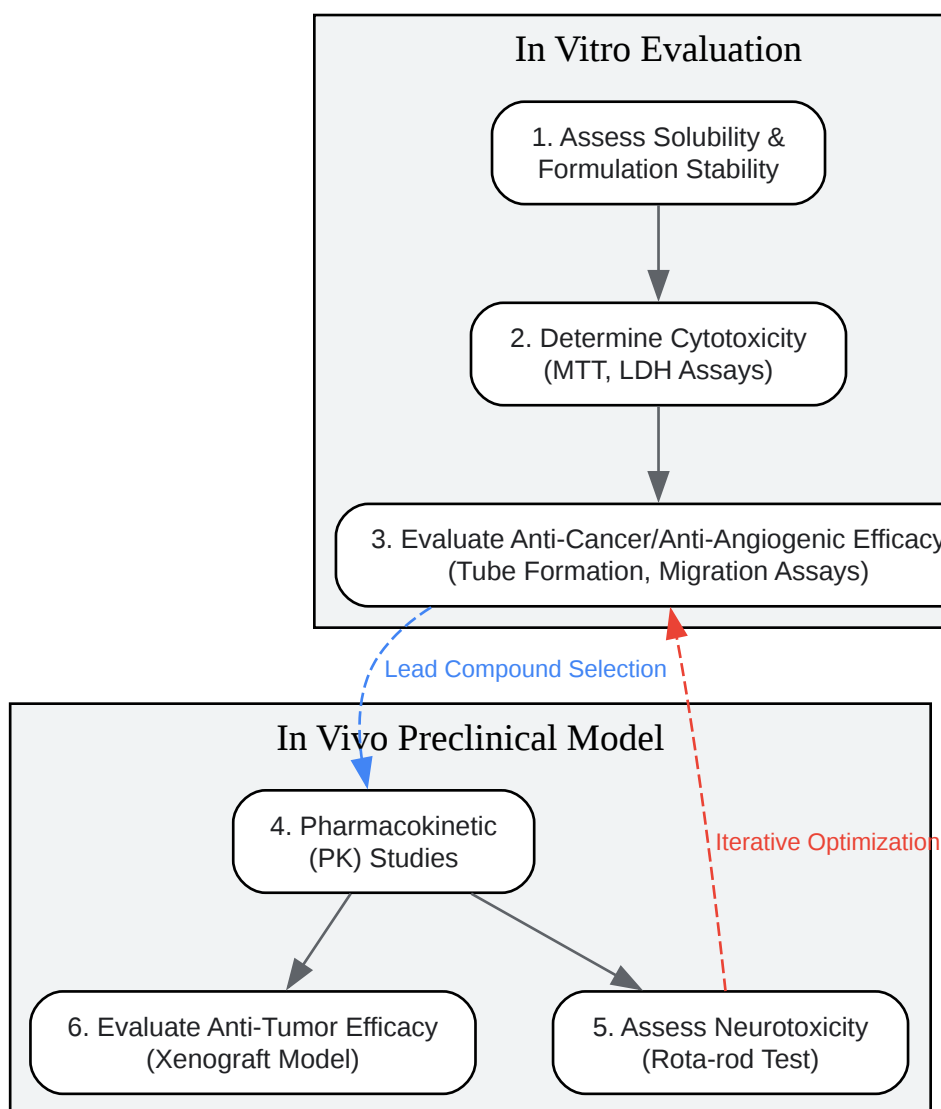 In Vitro Evaluation
1. Assess Solubility &
Formulation Stability
2. Determine Cytotoxicity
(MTT, LDH Assays)
3. Evaluate Anti-Cancer/Anti-Angiogenic Efficacy
(Tube Formation, Migration Assays)
Lead Compound Selection
In Vivo Preclinical Model
4. Pharmacokinetic
(PK) Studies
Iterative Optimization
6. Evaluate Anti-Tumor Efficacy
(Xenograft Model)
5. Assess Neurotoxicity
(Rota-rod Test)